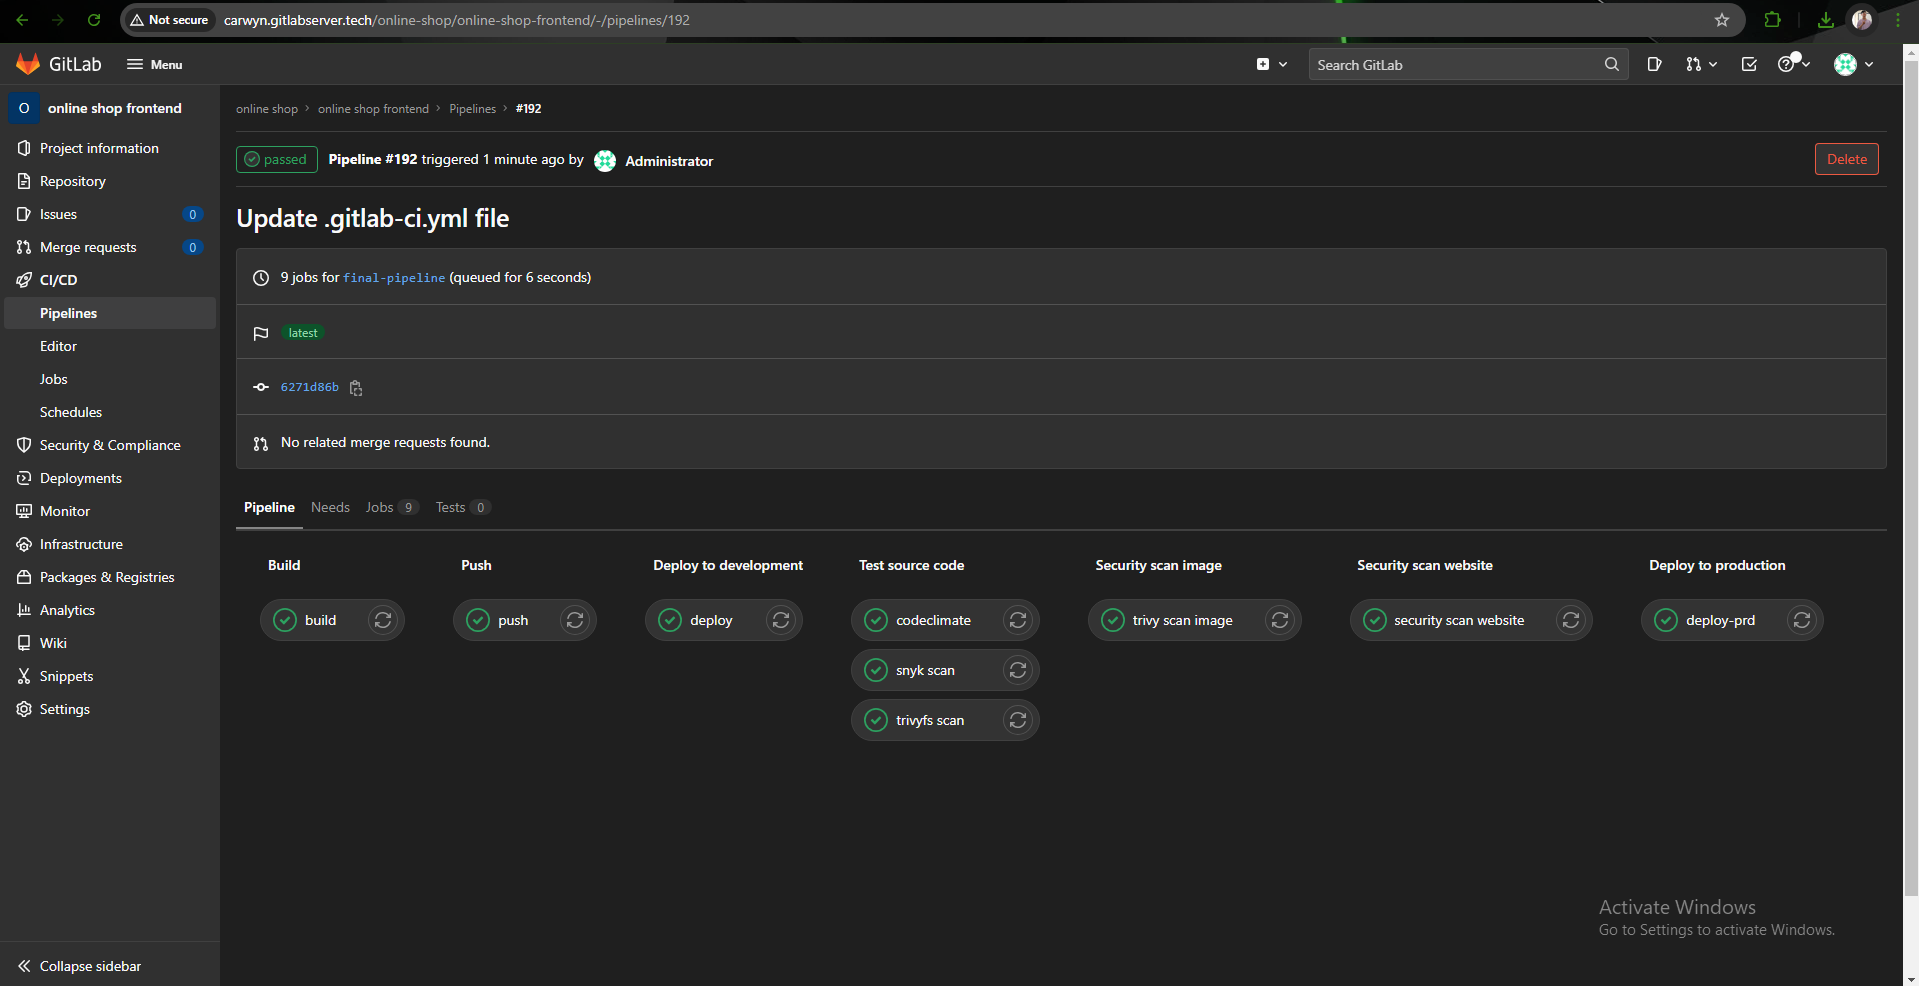 Not secure carwyn.gitlabserver.tech/online-shop/online-shop-frontend/-/pipelines/192
GitLab Menu Search GitLab
O online shop frontend
Project information
Repository
Issues 0
Merge requests 0
CI/CD
Pipelines
Editor
Jobs
Schedules
Security & Compliance
Deployments
Monitor
Infrastructure
Packages & Registries
Analytics
Wiki
Snippets
Settings
Collapse sidebar
online shop › online shop frontend › Pipelines › #192
passed Pipeline #192 triggered 1 minute ago by Administrator Delete
Update .gitlab-ci.yml file
9 jobs for final-pipeline (queued for 6 seconds)
latest
6271d86b
No related merge requests found.
Pipeline Needs Jobs 9 Tests 0
Build Push Deploy to development Test source code Security scan image Security scan website Deploy to production
build push deploy codeclimate trivy scan image security scan website deploy-prd
snyk scan
trivyfs scan
Activate Windows
Go to Settings to activate Windows.